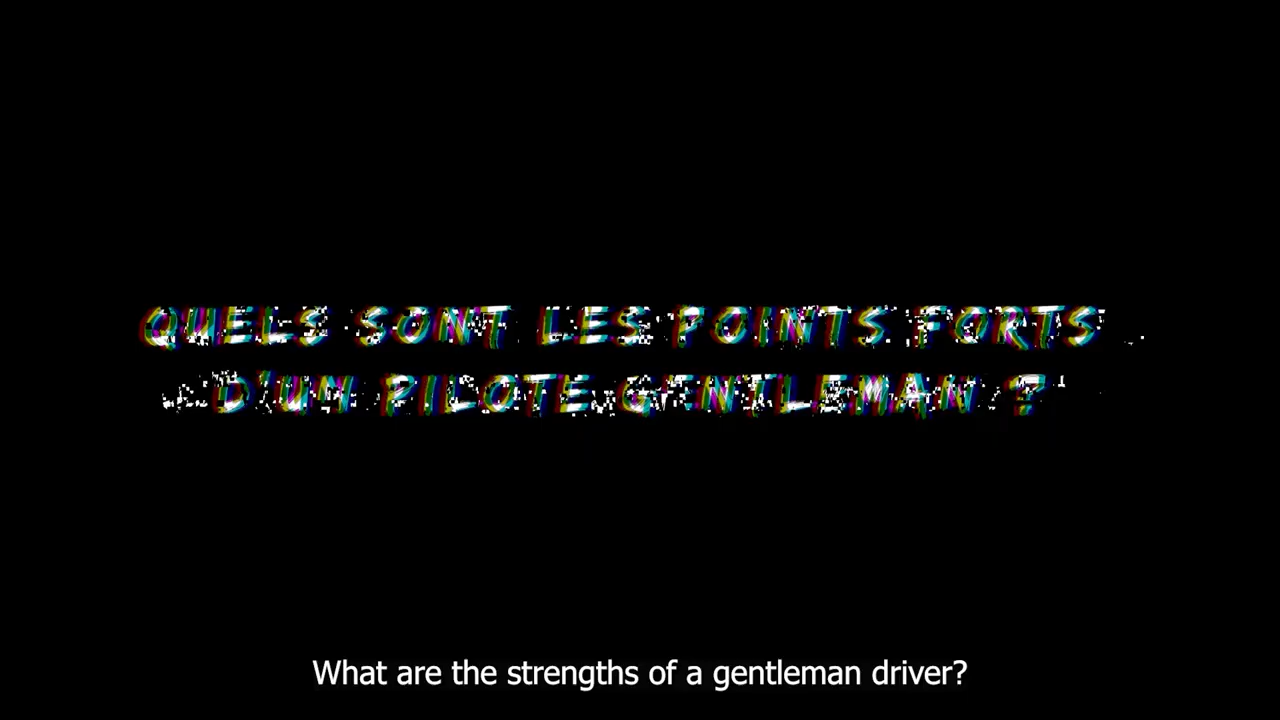 QUELS SONT LES POINTS FORTS
D'UN PILOTE GENTLEMAN ?
What are the strengths of a gentleman driver?